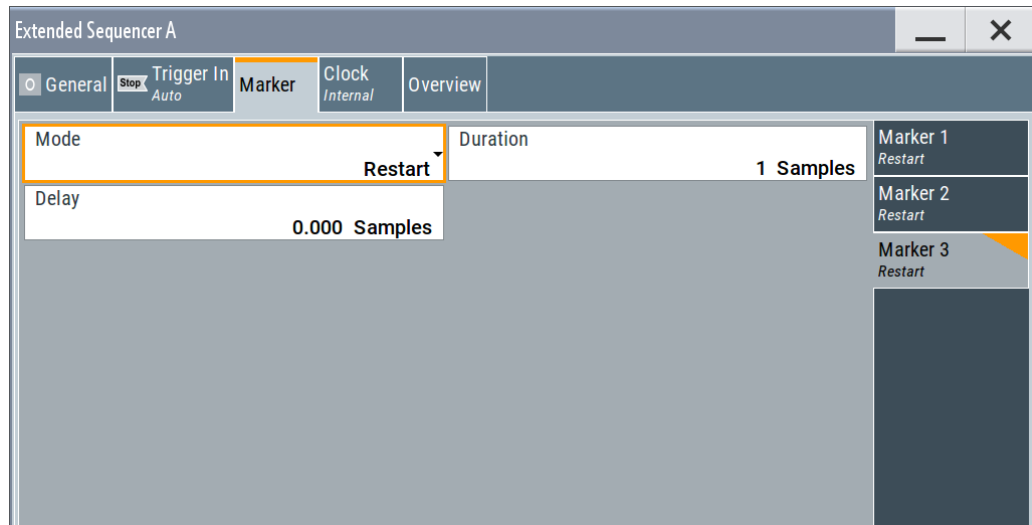 Extended Sequencer A
General
Stop
Trigger In
Auto
Marker
Clock
Internal
Overview
Mode
Restart
Duration
1 Samples
Delay
0.000 Samples
Marker 1
Restart
Marker 2
Restart
Marker 3
Restart